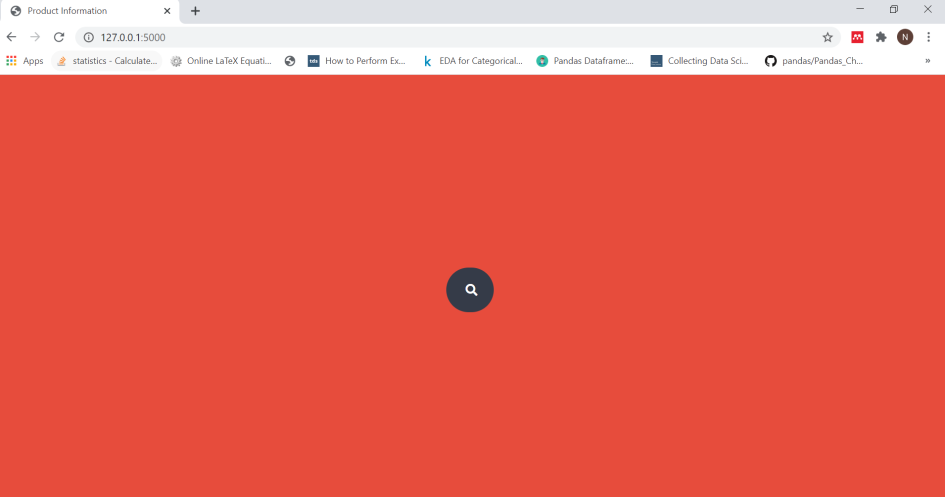 Product Information
127.0.0.1:5000
N
Apps statistics - Calculate... Online LaTeX Equati... tds How to Perform Ex... k EDA for Categorical... Pandas Dataframe:... Collecting Data Sci... pandas/Pandas_Ch... »